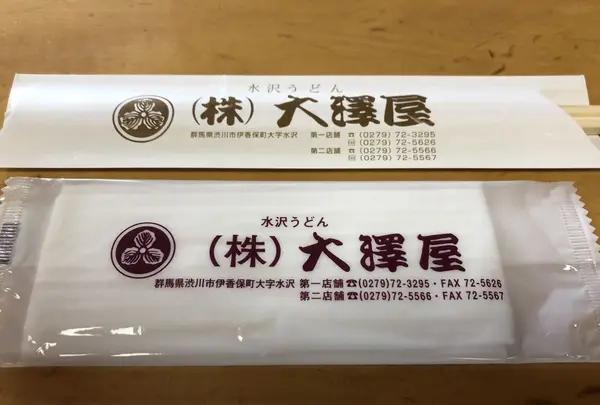 水沢うどん
(株)大澤屋
群馬県渋川市伊香保町大字水沢 第一店舗 ☎(0279)72-3295
(0279)72-5626
第二店舗 ☎(0279)72-5566
(0279)72-5567
水沢うどん
(株)大澤屋
群馬県渋川市伊香保町大字水沢 第一店舗☎(0279)72-3295・FAX 72-5626
第二店舗☎(0279)72-5566・FAX 72-5567